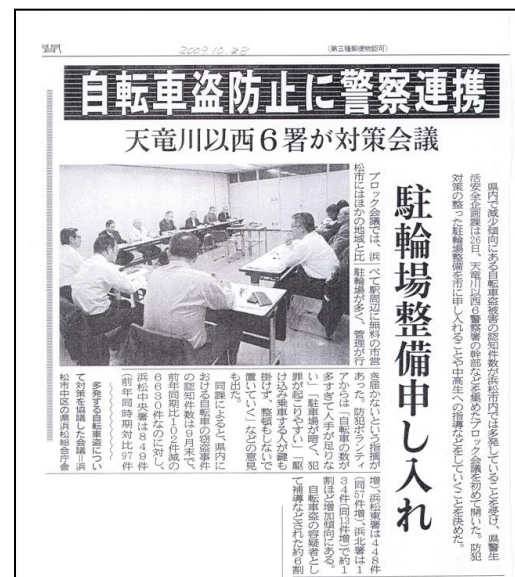 2009.10.28
(第三種郵便物認可)
自転車盗防止に警察連携
天竜川以西6署が対策会議
駐輪場整備申し入れ
県内で減少傾向にある自転車盗被害の認知件数が浜松市内では多発していることを受け、県警生
活安全企画課は26日、天竜川以西6警察署の幹部などを集めたブロック会議を初めて開いた。防犯
対策の整った駐輪場整備を市に申し入れることや中高生への指導などをしていくことを決めた。
ブロック会議では、浜
松市にはほかの地域と比
べて駅周辺に無料の市営
駐輪場が多く、管理が行
き届かないという指摘が
あった。防犯ボランティ
アからは「自転車の数が
多すぎて人手が足りな
い」「駐車場が暗く、犯
罪が起こりやすい」「駆
け込み乗車する人が鍵も
掛けず、整頓もしないで
置いていく」などの意見
も出た。
同課によると、県内に
おける自転車の窃盗事件
の認知件数は9月末で、
前年同期比102件減の
6630件なのに対し、
浜松中央署は849件
(前年同時期対比97件
増)、浜松東署は448件
(同57件増)、浜北署は1
34件(同13件増)で約1
割ほど増加傾向にある。
自転車盗の容疑者とし
て補導などされた約6割
多発する自転車盗につい
て対策を協議した会議=浜
松市中区の県浜松総合庁舎